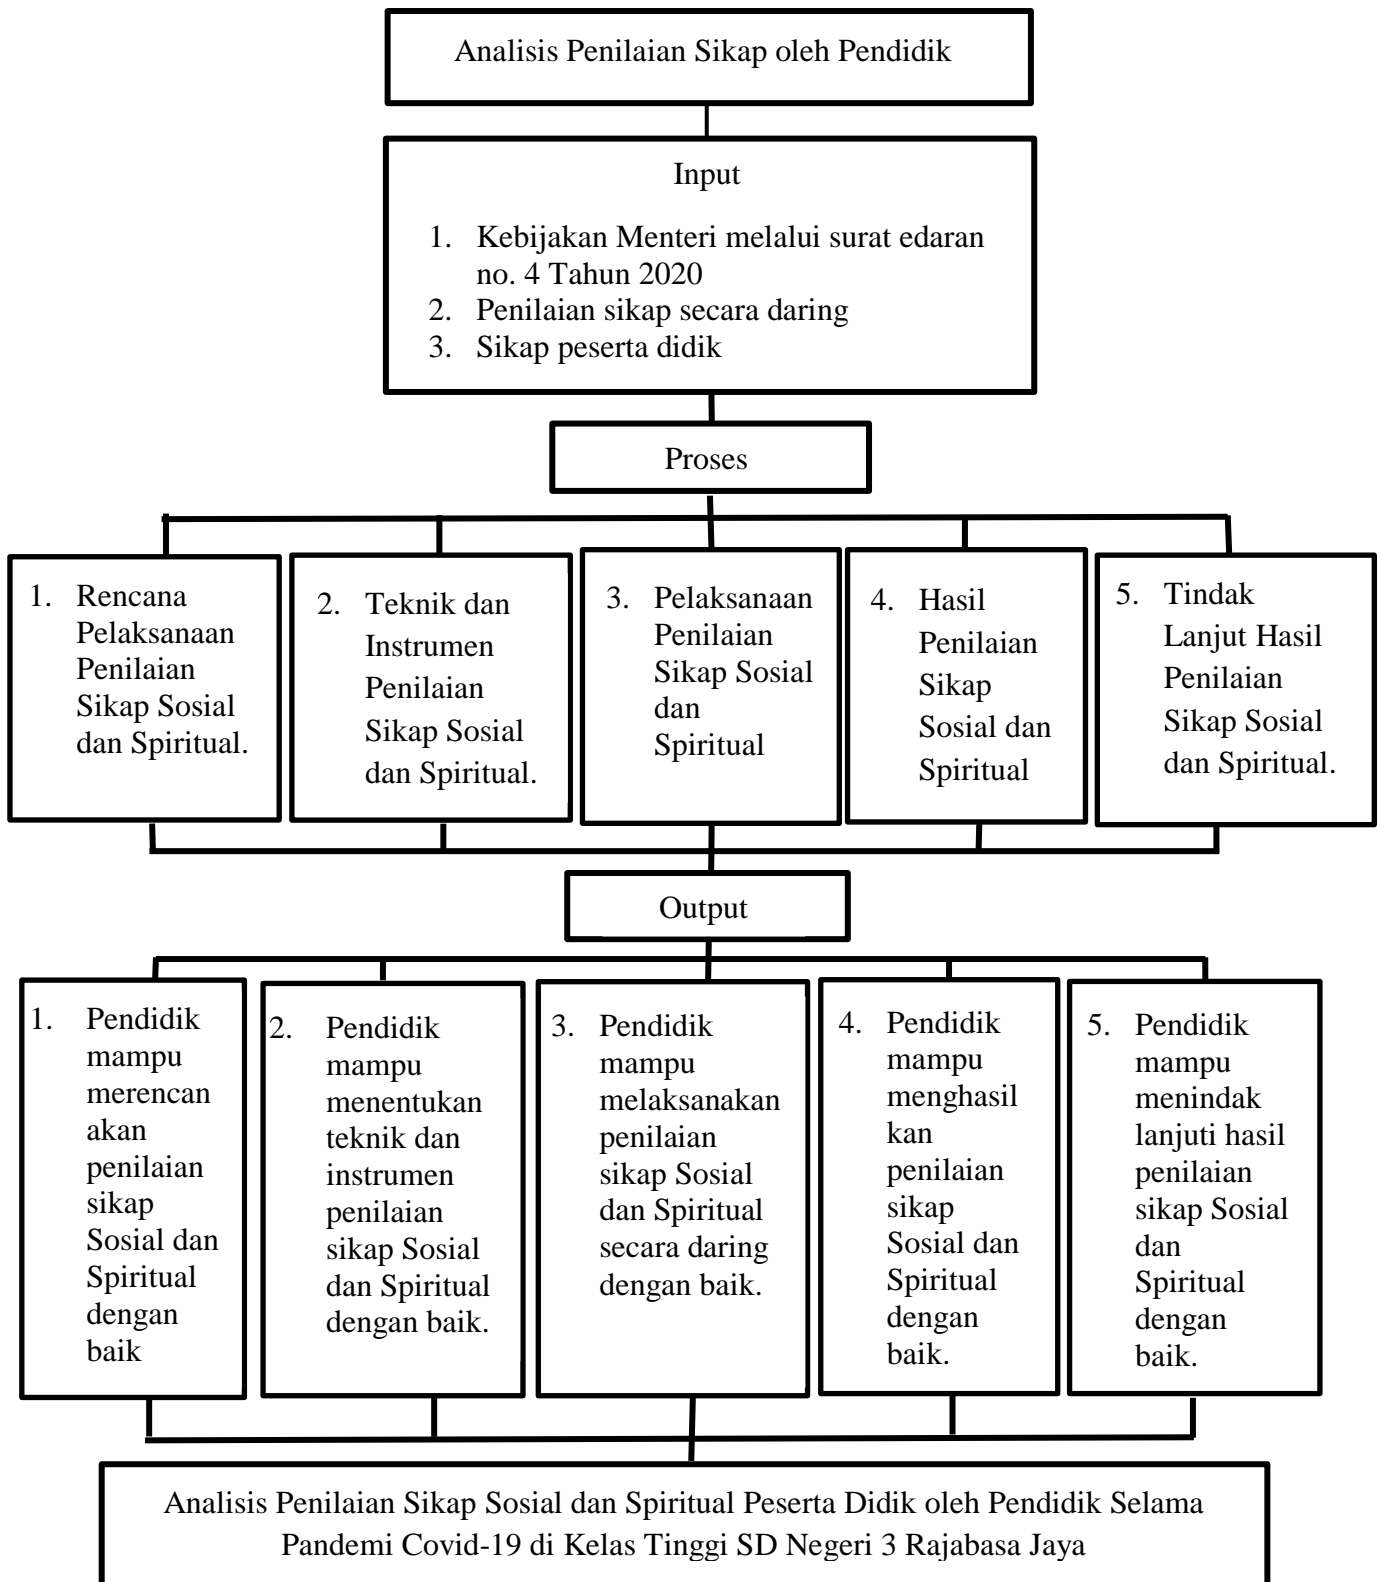 Analisis Penilaian Sikap oleh Pendidik
Input
1. Kebijakan Menteri melalui surat edaran
no. 4 Tahun 2020
2. Penilaian sikap secara daring
3. Sikap peserta didik
Proses
1. Rencana
Pelaksanaan
Penilaian
Sikap Sosial
dan Spiritual.
2. Teknik dan
Instrumen
Penilaian
Sikap Sosial
dan Spiritual.
3. Pelaksanaan
Penilaian
Sikap Sosial
dan
Spiritual
4. Hasil
Penilaian
Sikap
Sosial dan
Spiritual
5. Tindak
Lanjut Hasil
Penilaian
Sikap Sosial
dan Spiritual.
Output
1. Pendidik
mampu
merencan
akan
penilaian
sikap
Sosial dan
Spiritual
dengan
baik
2. Pendidik
mampu
menentukan
teknik dan
instrumen
penilaian
sikap Sosial
dan Spiritual
dengan baik.
3. Pendidik
mampu
melaksanakan
penilaian
sikap Sosial
dan Spiritual
secara daring
dengan baik.
4. Pendidik
mampu
menghasil
kan
penilaian
sikap
Sosial dan
Spiritual
dengan
baik.
5. Pendidik
mampu
menindak
lanjuti hasil
penilaian
sikap Sosial
dan
Spiritual
dengan
baik.
Analisis Penilaian Sikap Sosial dan Spiritual Peserta Didik oleh Pendidik Selama
Pandemi Covid-19 di Kelas Tinggi SD Negeri 3 Rajabasa Jaya